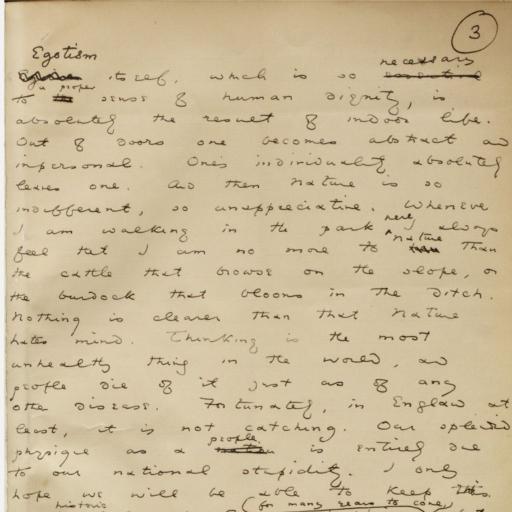 3
Egotism
itself, which is so necessary essential
to a proper the sense of human dignity, is
absolutely the result of indoor life.
Out of doors one becomes abstract and
impersonal. One's individuality absolutely
leaves one. And then Nature is so
indifferent, so unappreciative. Whenever
I am walking in the park here, I always
feel that I am no more to Nature than
the cattle that browse on the slope, or
the burdock that blooms in the ditch.
Nothing is clearer than that Nature
hates mind. Thinking is the most
unhealthy thing in the world, and
people die of it just as of any
other disease. Fortunately, in England at
least, it is not catching. Our splendid
physique as a people is entirely due
to our national stupidity. I only
hope we will be able to keep this
historic (for many years to come)